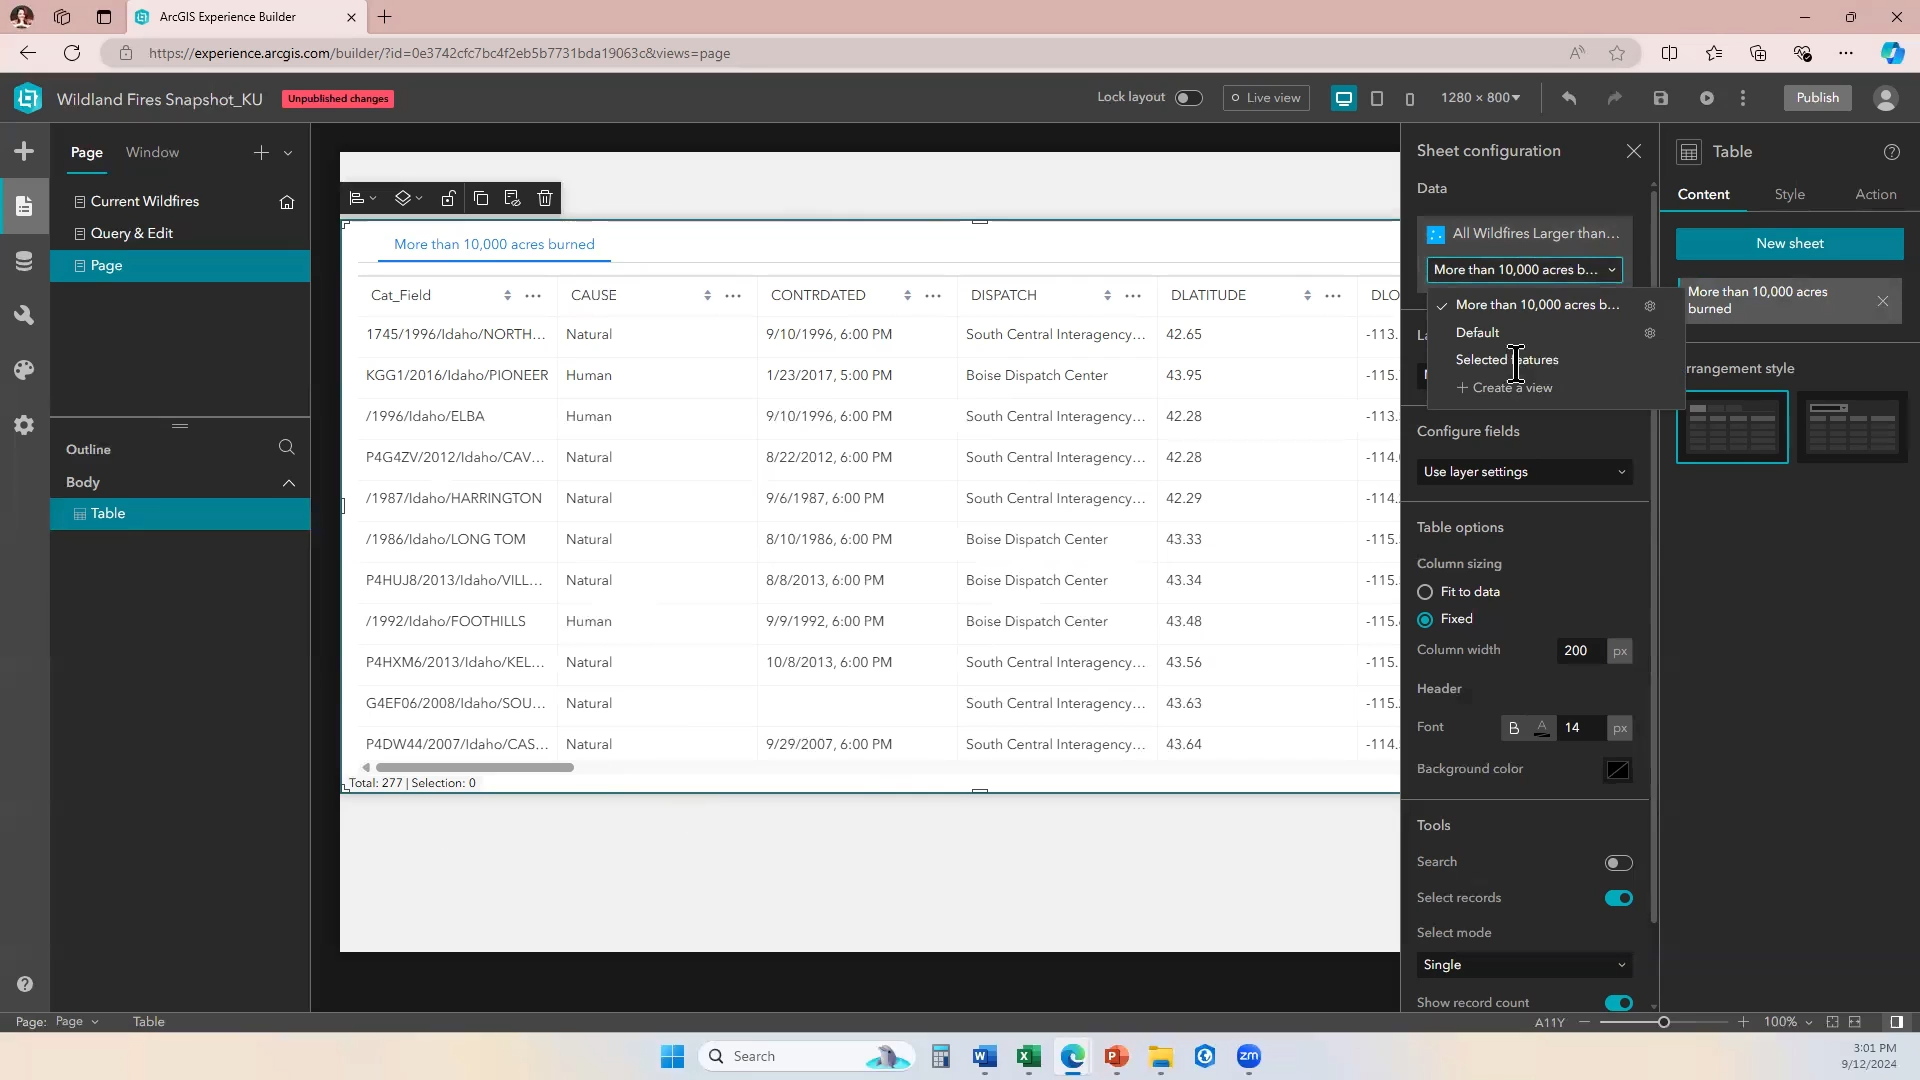 ArcGIS Experience Builder
https://experience.arcgis.com/builder/?id=0e3742cfc7bc4f2eb5b7731bda19063c&views=page
Wildland Fires Snapshot_KU
Unpublished changes
Lock layout
Live view
1280 × 800
Publish
Page
Window
Current Wildfires
Query & Edit
Page
Outline
Body
Table
More than 10,000 acres burned
Cat_Field CAUSE CONTRDATED DISPATCH DLATITUDE DLO
1745/1996/Idaho/NORTH... Natural 9/10/1996, 6:00 PM South Central Interagency... 42.65 -113.
KGG1/2016/Idaho/PIONEER Human 1/23/2017, 5:00 PM Boise Dispatch Center 43.95 -115.
/1996/Idaho/ELBA Human 9/10/1996, 6:00 PM South Central Interagency... 42.28 -113.
P4G4ZV/2012/Idaho/CAV... Natural 8/22/2012, 6:00 PM South Central Interagency... 42.28 -114.
/1987/Idaho/HARRINGTON Natural 9/6/1987, 6:00 PM South Central Interagency... 42.29 -114.
/1986/Idaho/LONG TOM Natural 8/10/1986, 6:00 PM Boise Dispatch Center 43.33 -115.
P4HUJ8/2013/Idaho/VILL... Natural 8/8/2013, 6:00 PM Boise Dispatch Center 43.34 -115.
/1992/Idaho/FOOTHILLS Human 9/9/1992, 6:00 PM Boise Dispatch Center 43.48 -115.
P4HXM6/2013/Idaho/KEL... Natural 10/8/2013, 6:00 PM South Central Interagency... 43.56 -115.
G4EF06/2008/Idaho/SOU... Natural South Central Interagency... 43.63 -115.
P4DW44/2007/Idaho/CAS... Natural 9/29/2007, 6:00 PM South Central Interagency... 43.64 -114.
Total: 277 | Selection: 0
Sheet configuration
Data
All Wildfires Larger than...
More than 10,000 acres b...
More than 10,000 acres b...
Default
Selected features
+ Create a view
Configure fields
Use layer settings
Table options
Column sizing
Fit to data
Fixed
Column width 200 px
Header
Font B A 14 px
Background color
Tools
Search
Select records
Select mode
Single
Show record count
Table
Content
Style
Action
New sheet
More than 10,000 acres
burned
rrangement style
Page: Page
Table
A11Y
100%
Search
zm
3:01 PM
9/12/2024